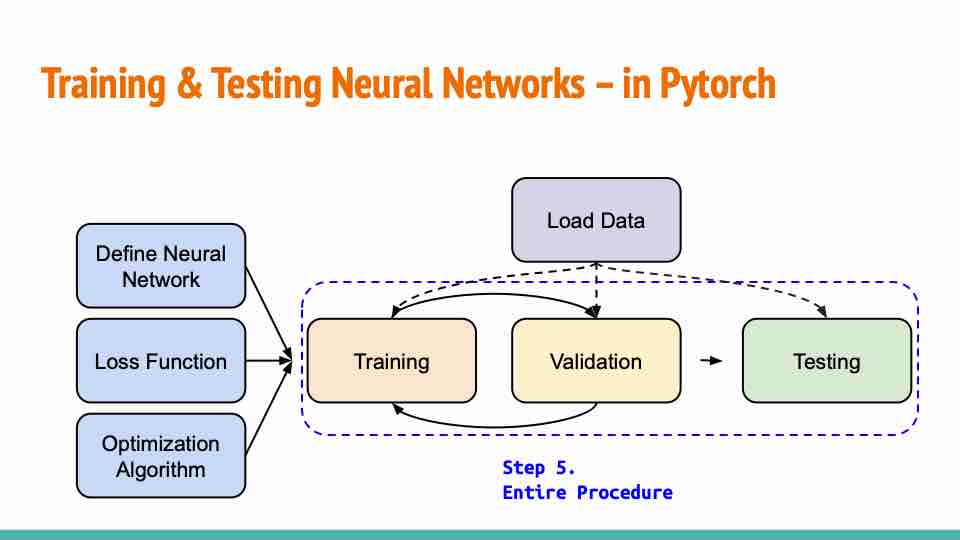 Training & Testing Neural Networks – in Pytorch
Load Data
Define Neural
Network
Loss Function
Optimization
Algorithm
Training
Validation
Testing
Step 5.
Entire Procedure